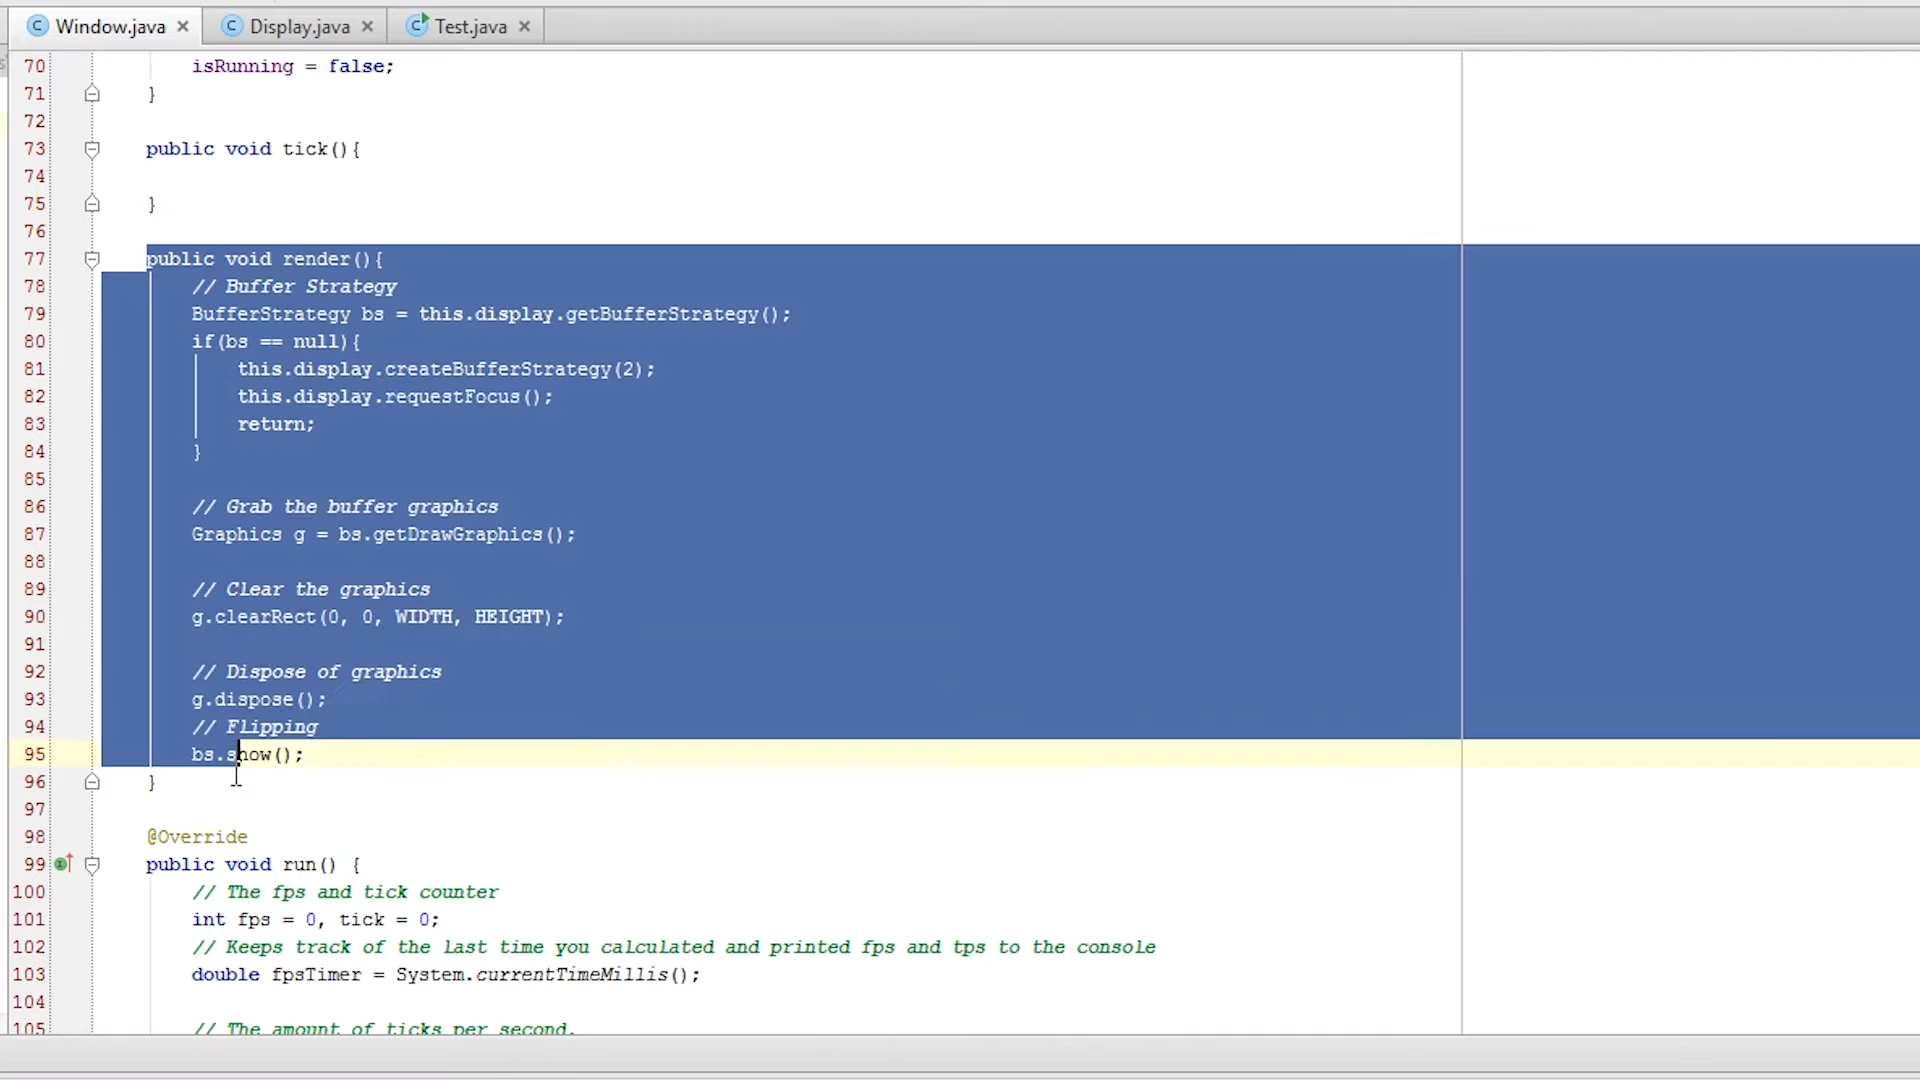 Window.java Display.java Test.java
70 isRunning = false;
71 }
72
73 public void tick(){
74
75 }
76
77 public void render(){
78 // Buffer Strategy
79 BufferStrategy bs = this.display.getBufferStrategy();
80 if(bs == null){
81 this.display.createBufferStrategy(2);
82 this.display.requestFocus();
83 return;
84 }
85
86 // Grab the buffer graphics
87 Graphics g = bs.getDrawGraphics();
88
89 // Clear the graphics
90 g.clearRect(0, 0, WIDTH, HEIGHT);
91
92 // Dispose of graphics
93 g.dispose();
94 // Flipping
95 bs.show();
96 }
97
98 @Override
99 public void run() {
100 // The fps and tick counter
101 int fps = 0, tick = 0;
102 // Keeps track of the last time you calculated and printed fps and tps to the console
103 double fpsTimer = System.currentTimeMillis();
104
105 // The amount of ticks per second.